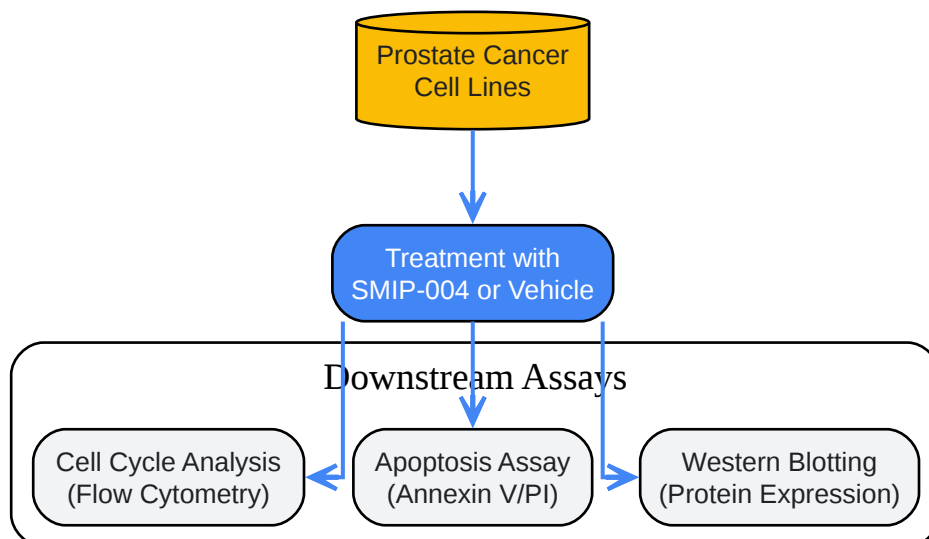 Prostate Cancer
Cell Lines
Treatment with
SMIP-004 or Vehicle
Downstream Assays
Cell Cycle Analysis
(Flow Cytometry)
Apoptosis Assay
(Annexin V/PI)
Western Blotting
(Protein Expression)